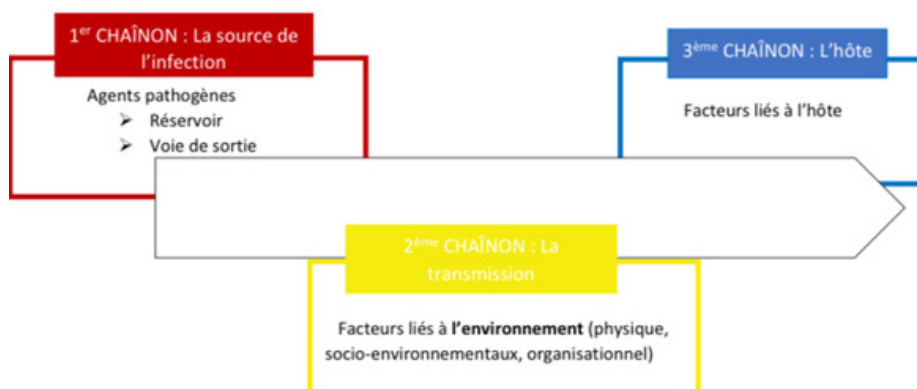 1er CHAÎNON : La source de
l'infection
Agents pathogènes
➢ Réservoir
➢ Voie de sortie
3ème CHAÎNON : L'hôte
Facteurs liés à l'hôte
2ème CHAÎNON : La
transmission
Facteurs liés à l'environnement (physique,
socio-environnementaux, organisationnel)